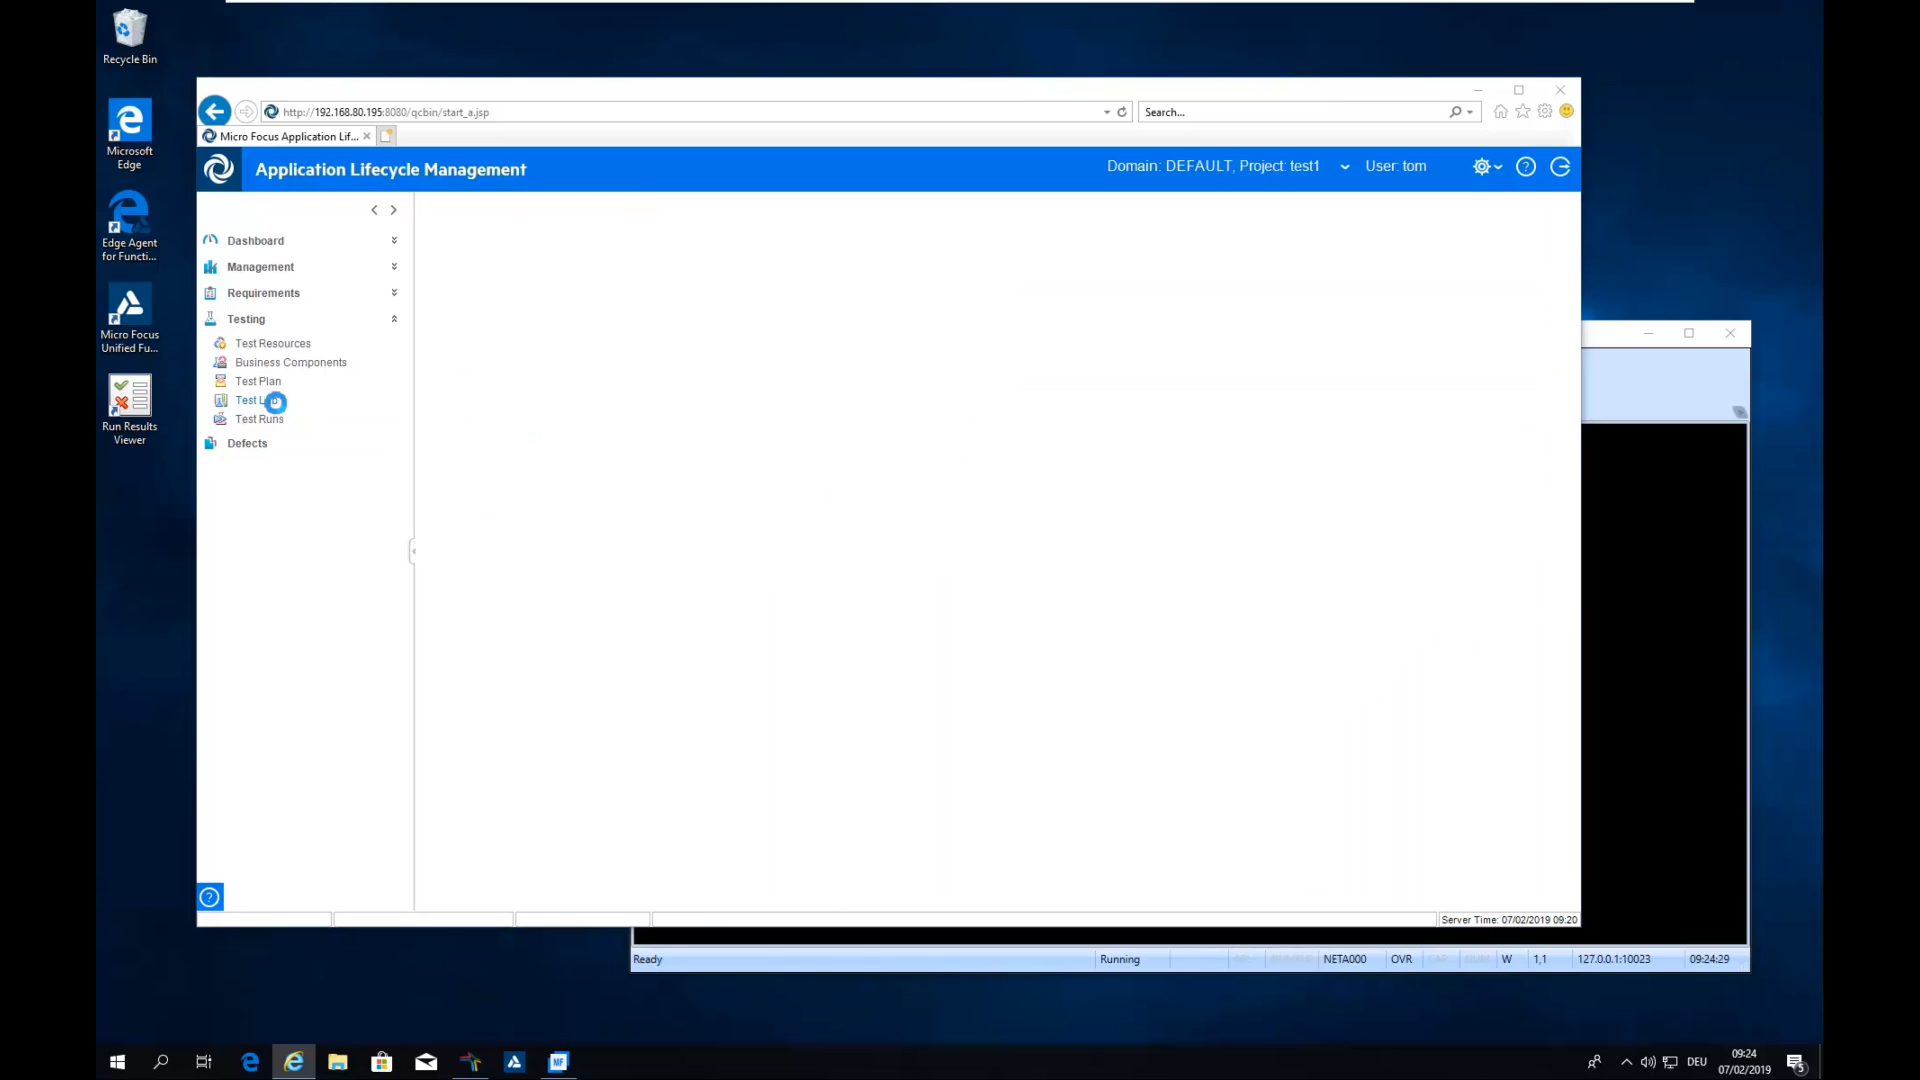 Recycle Bin
Microsoft
Edge
Edge Agent
for Functi...
Micro Focus
Unified Fu...
Run Results
Viewer
http://192.168.80.195:8080/qcbin/start_a.jsp
Search...
Micro Focus Application Lif...
Application Lifecycle Management
Domain: DEFAULT, Project: test1
User: tom
Dashboard
Management
Requirements
Testing
Test Resources
Business Components
Test Plan
Test L
Test Runs
Defects
Server Time: 07/02/2019 09:20
Ready
Running
NETA000
OVR
W
1,1
127.0.0.1:10023
09:24:29
MF
DEU
09:24
07/02/2019
5